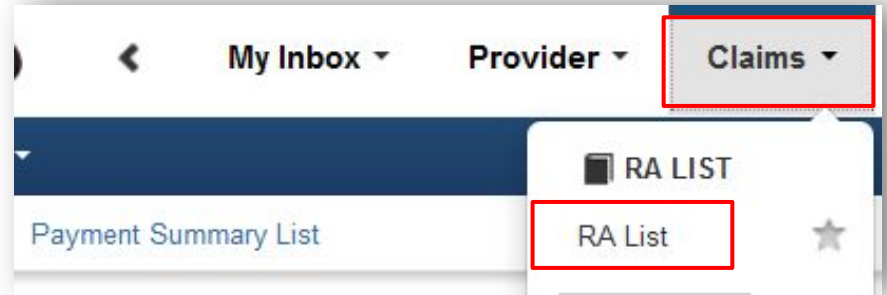 My Inbox Provider Claims
RA LIST
Payment Summary List RA List